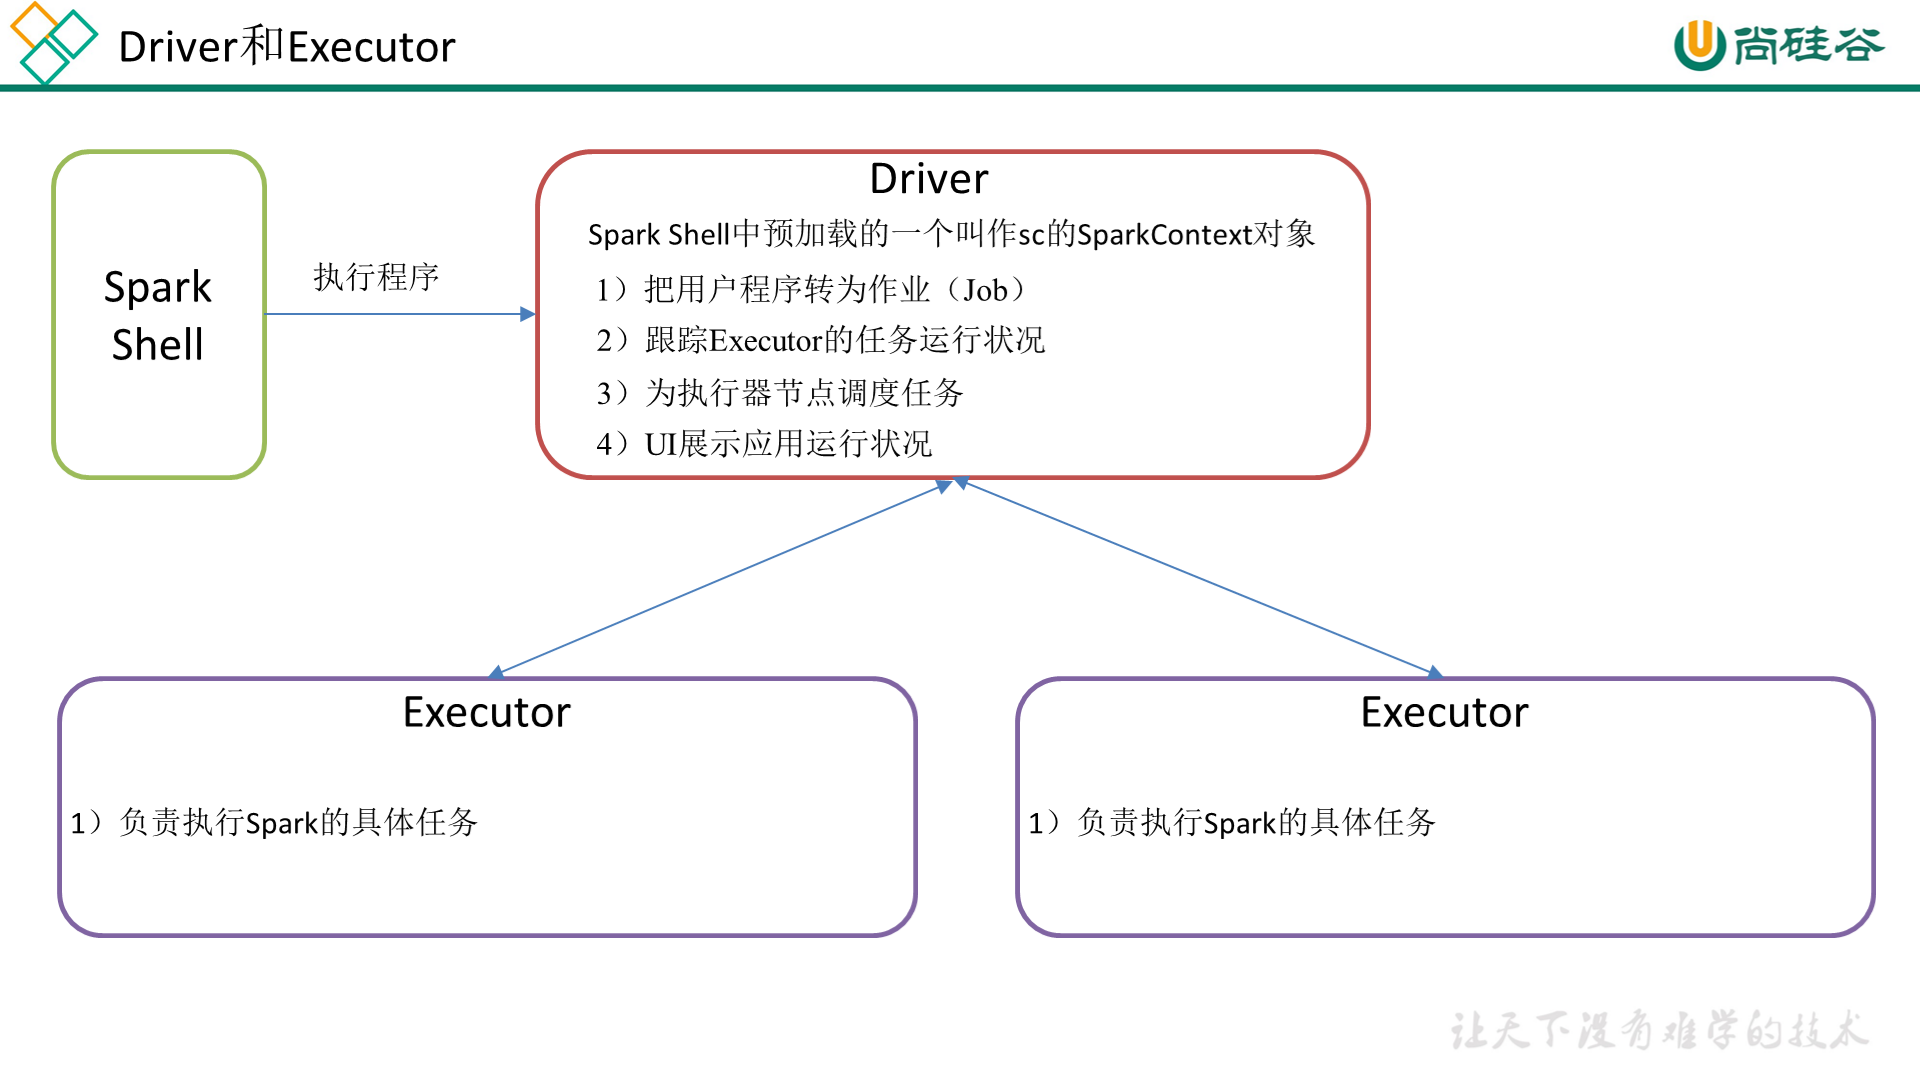 Driver和Executor
尚硅谷
Spark
Shell
执行程序
Driver
Spark Shell中预加载的一个叫作sc的SparkContext对象
1）把用户程序转为作业（Job）
2）跟踪Executor的任务运行状况
3）为执行器节点调度任务
4）UI展示应用运行状况
Executor
1）负责执行Spark的具体任务
Executor
1）负责执行Spark的具体任务
让天下没有难学的技术